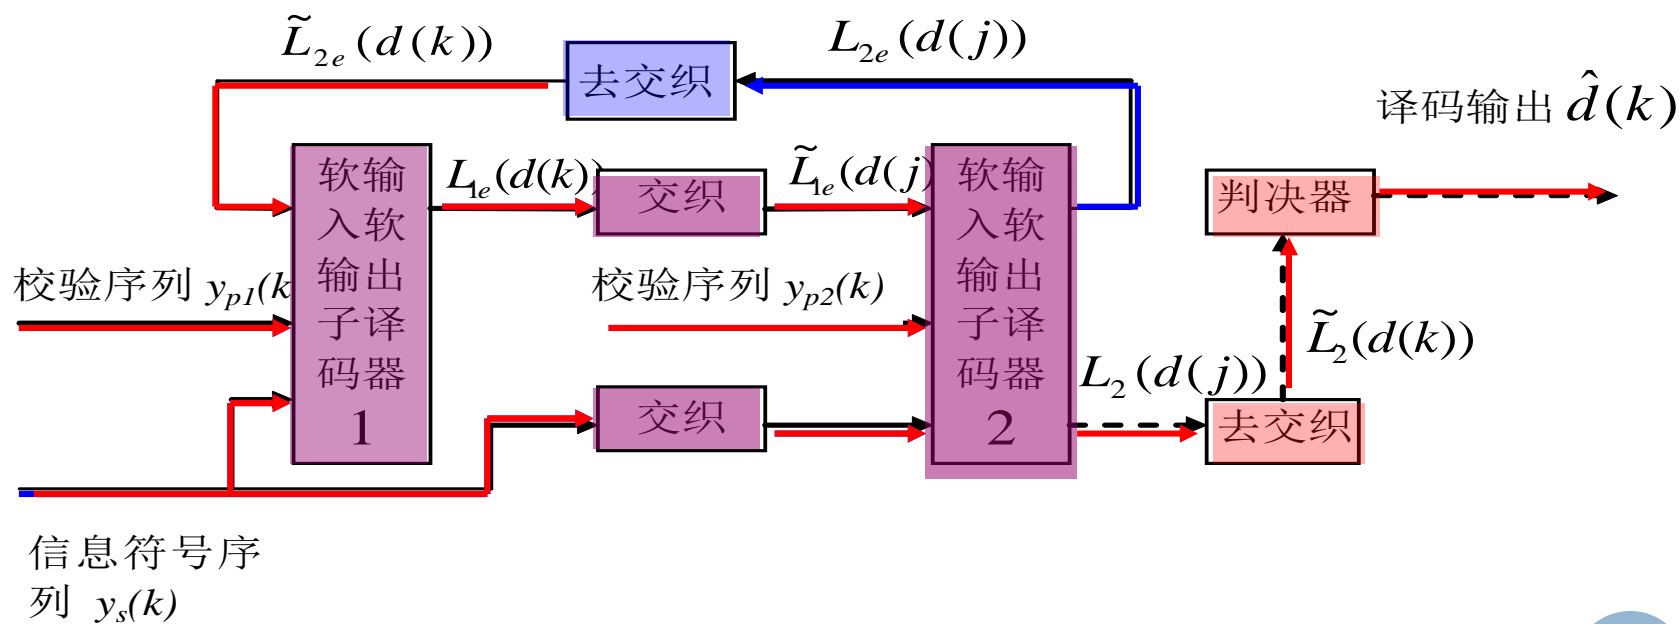 L̃2e(d(k))
L2e(d(j))
去交织
译码输出 d̂(k)
软输
入软
输出
子译
码器
1
L1e(d(k))
交织
L̃1e(d(j)
软输
入软
输出
子译
码器
2
判决器
校验序列 yp1(k
校验序列 yp2(k)
L̃2(d(k))
L2(d(j))
交织
去交织
信息符号序
列 ys(k)